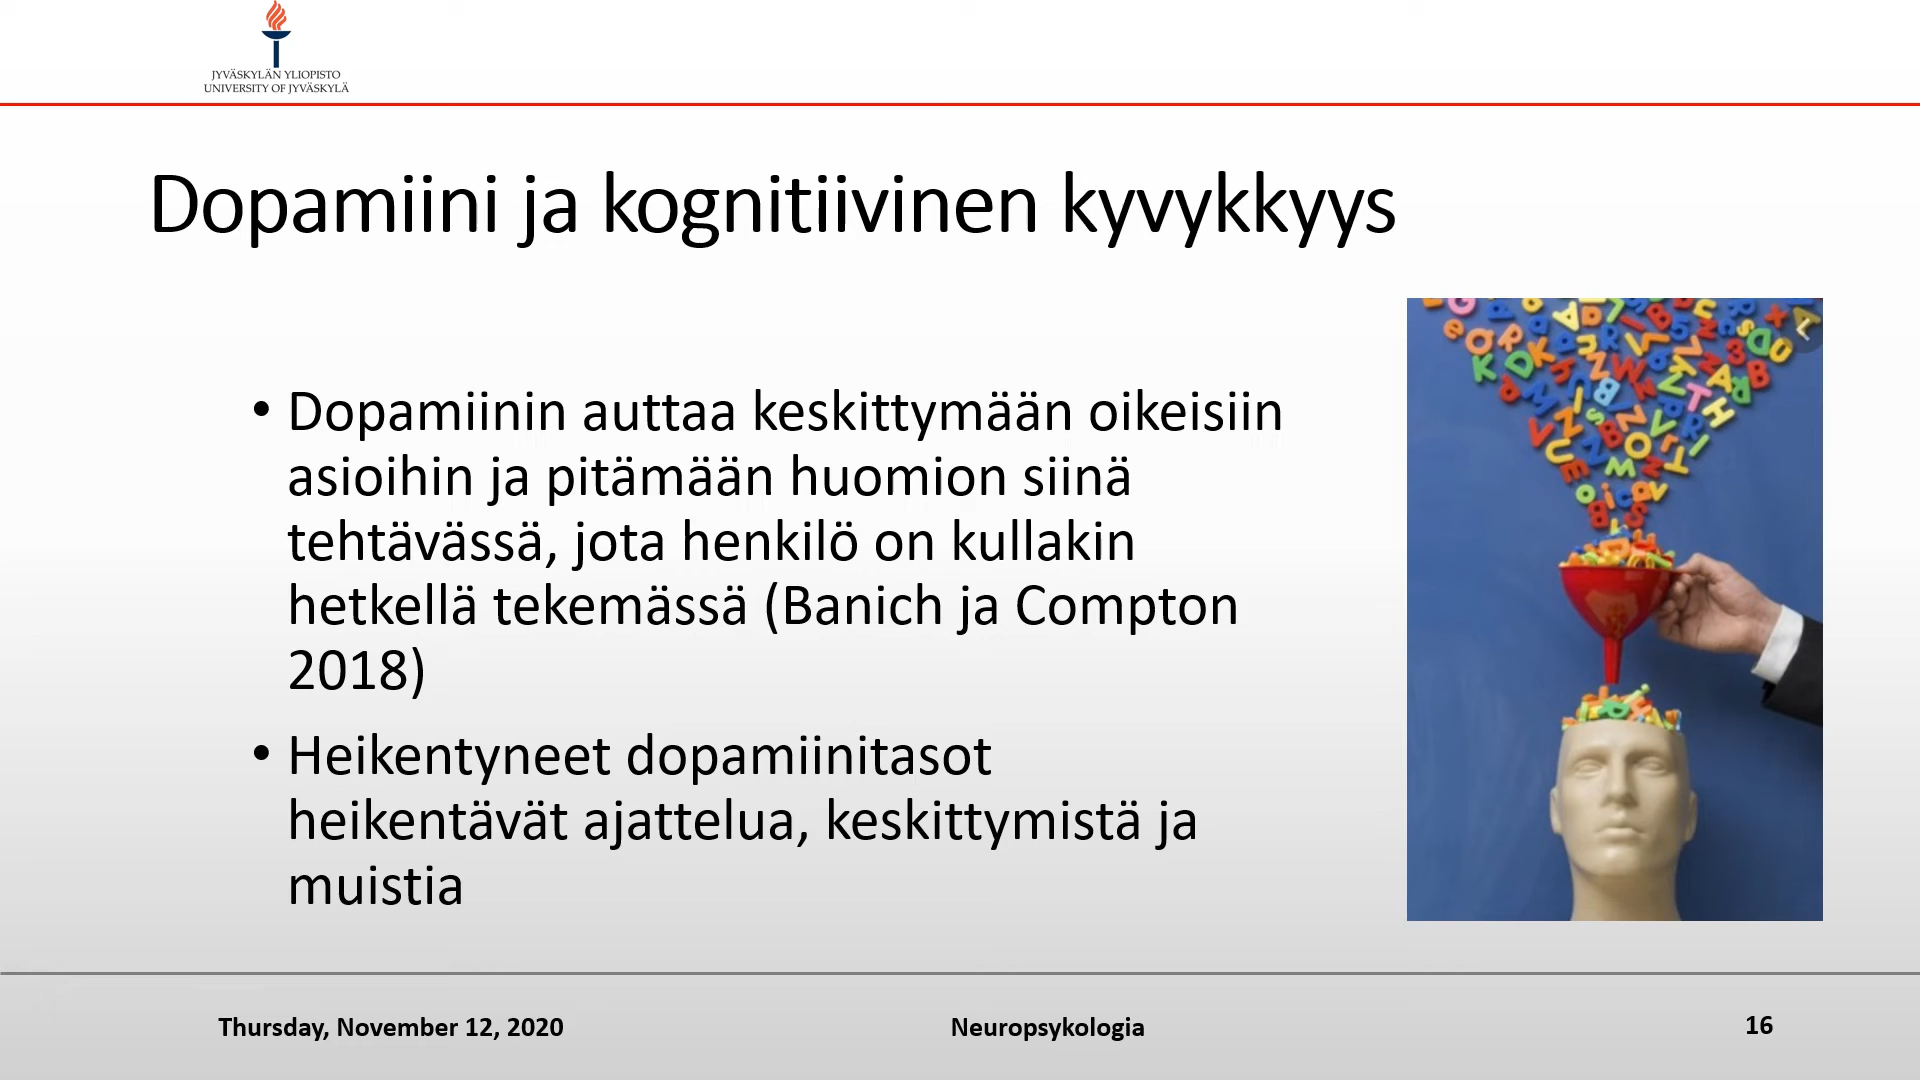 JYVÄSKYLÄN YLIOPISTO
UNIVERSITY OF JYVÄSKYLÄ
Dopamiini ja kognitiivinen kyvykkyys
• Dopamiinin auttaa keskittymään oikeisiin
asioihin ja pitämään huomion siinä
tehtävässä, jota henkilö on kullakin
hetkellä tekemässä (Banich ja Compton
2018)
• Heikentyneet dopamiinitasot
heikentävät ajattelua, keskittymistä ja
muistia
Thursday, November 12, 2020
Neuropsykologia
16